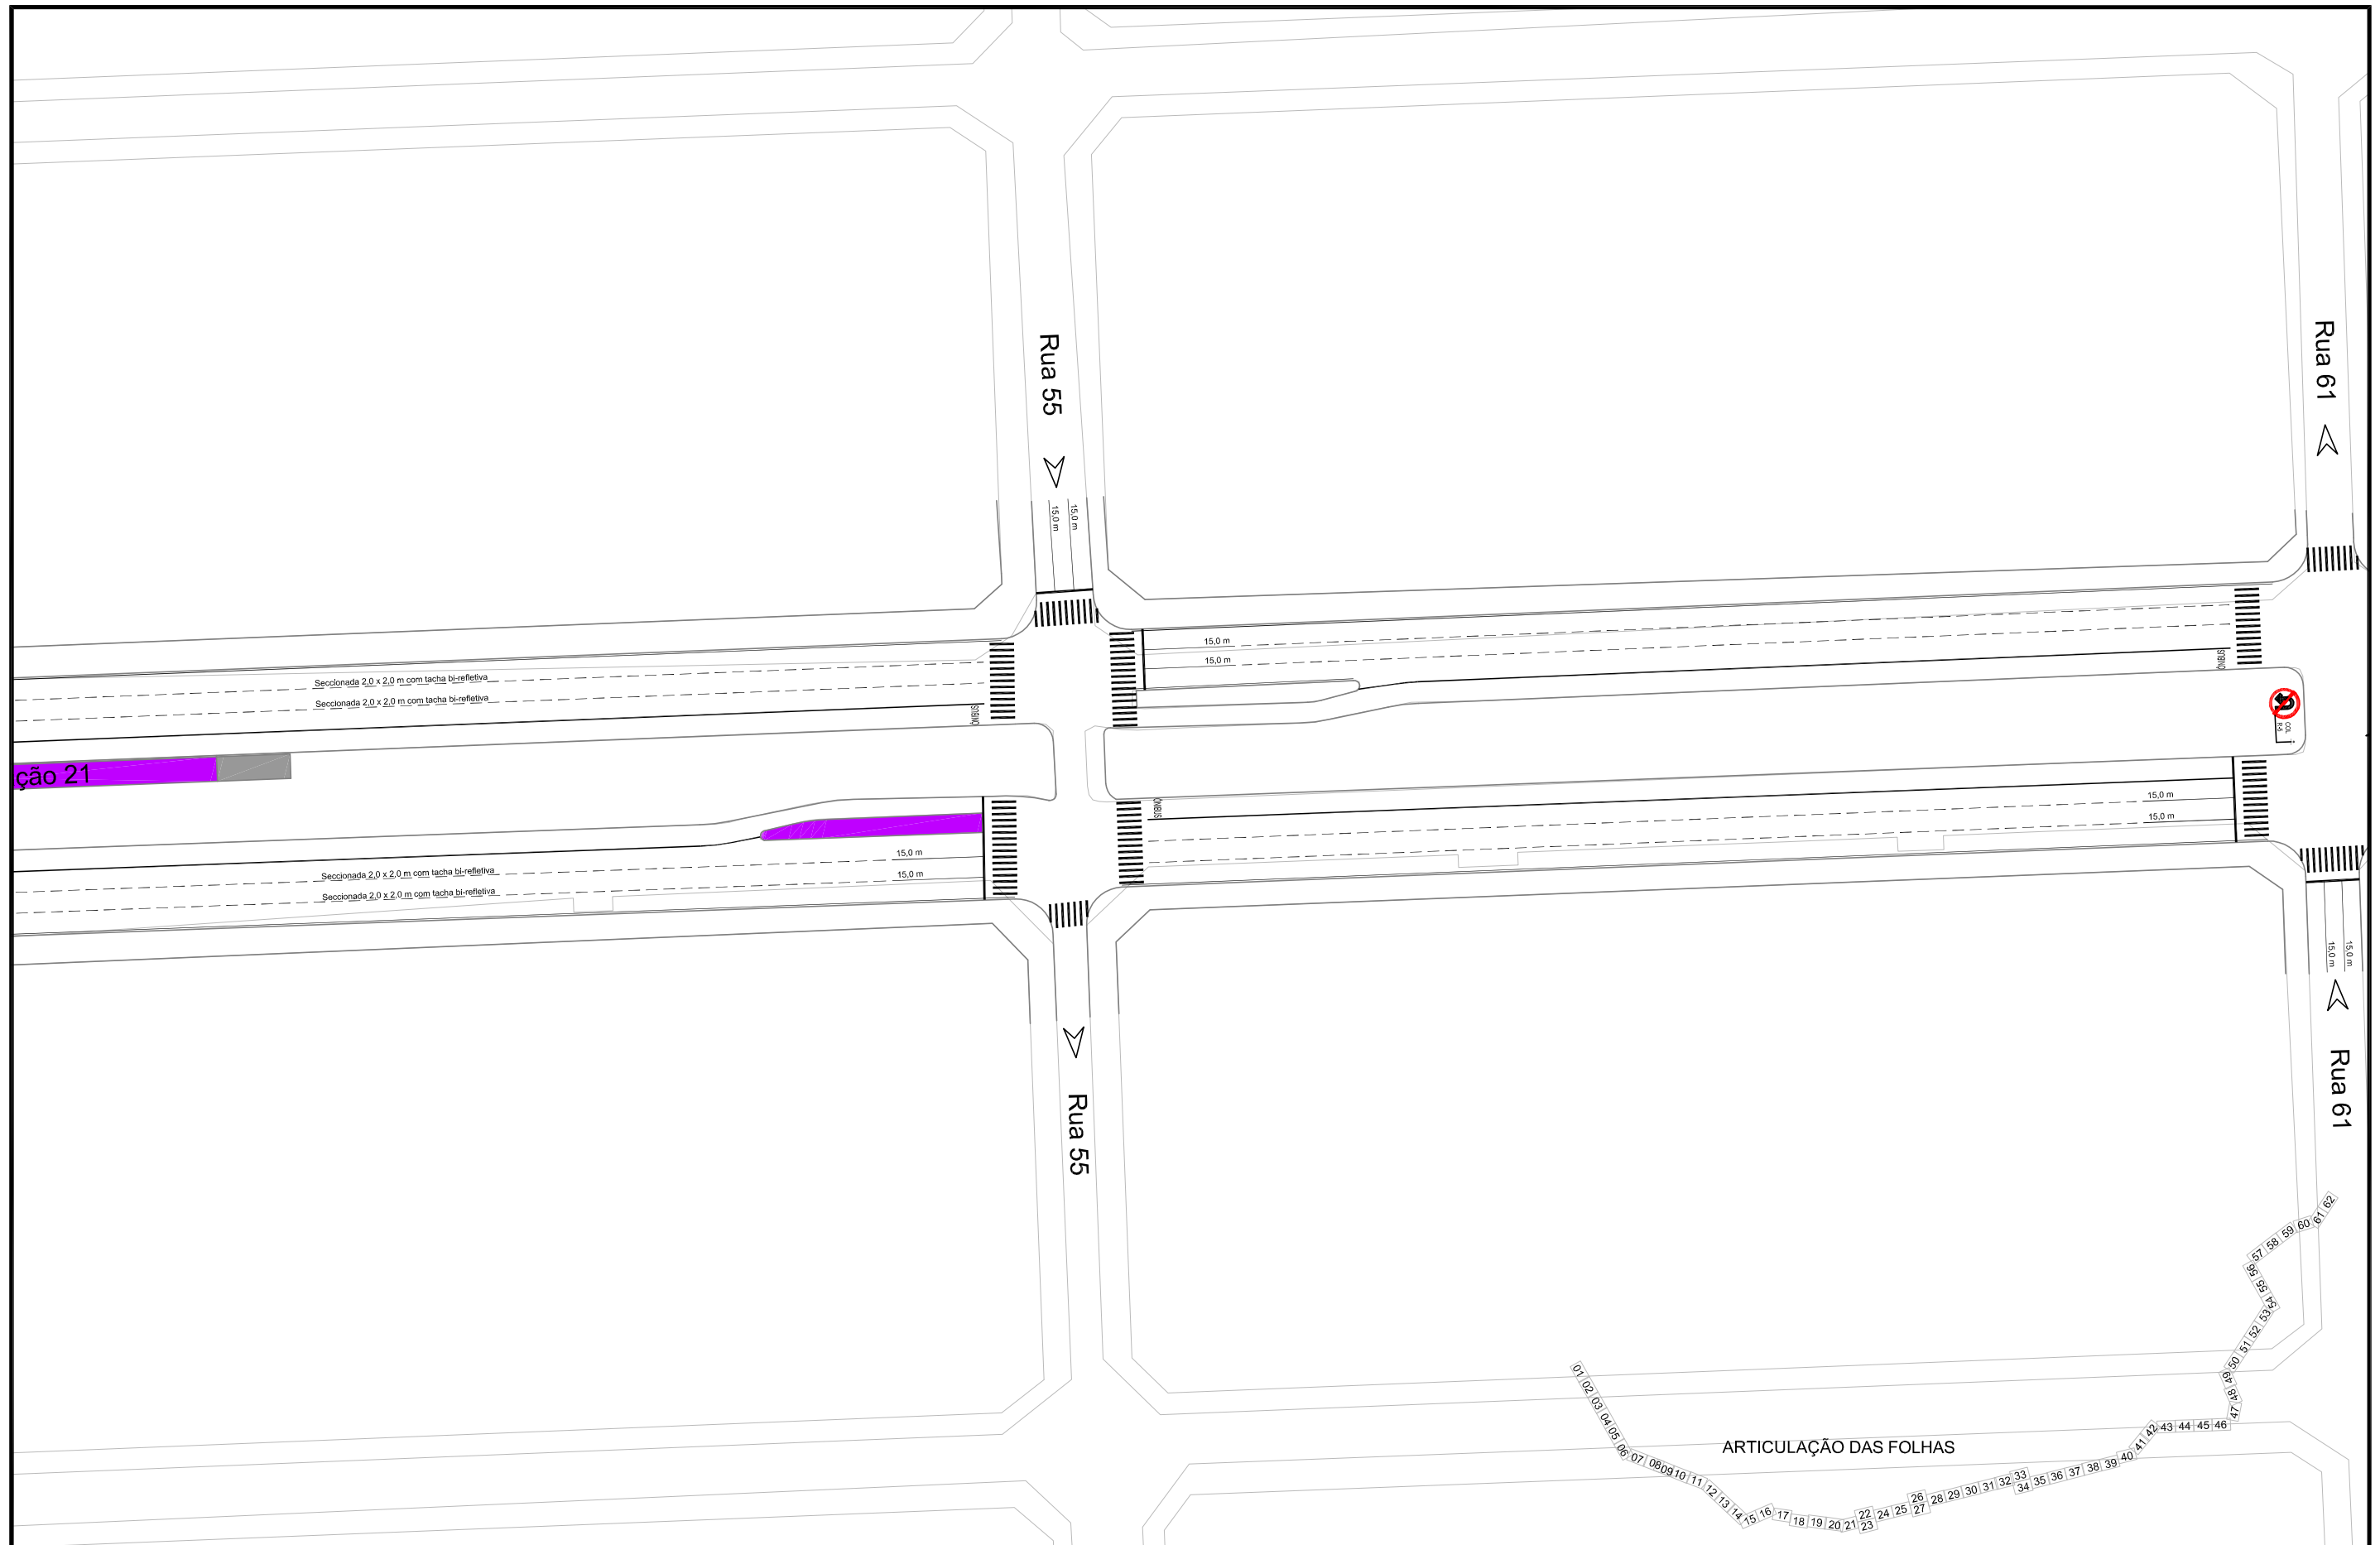 Rua 55
Rua 61
15,0 m
15,0 m
15,0 m
15,0 m
Seccionada 2,0 x 2,0 m com tacha bi-refletiva
Seccionada 2,0 x 2,0 m com tacha bi-refletiva
ÔNIBUS
ÔNIBUS
COL
R-5
ção 21
ÔNIBUS
15,0 m
15,0 m
15,0 m
15,0 m
Seccionada 2,0 x 2,0 m com tacha bi-refletiva
Seccionada 2,0 x 2,0 m com tacha bi-refletiva
15,0 m
15,0 m
Rua 55
Rua 61
ARTICULAÇÃO DAS FOLHAS
01 02 03 04 05 06 07 08 09 10 11 12 13 14 15 16 17 18 19 20 21 22 23 24 25 26 27 28 29 30 31 32 33 34 35 36 37 38 39 40 41 42 43 44 45 46 47 48 49 50 51 52 53 54 55 56 57 58 59 60 61 62